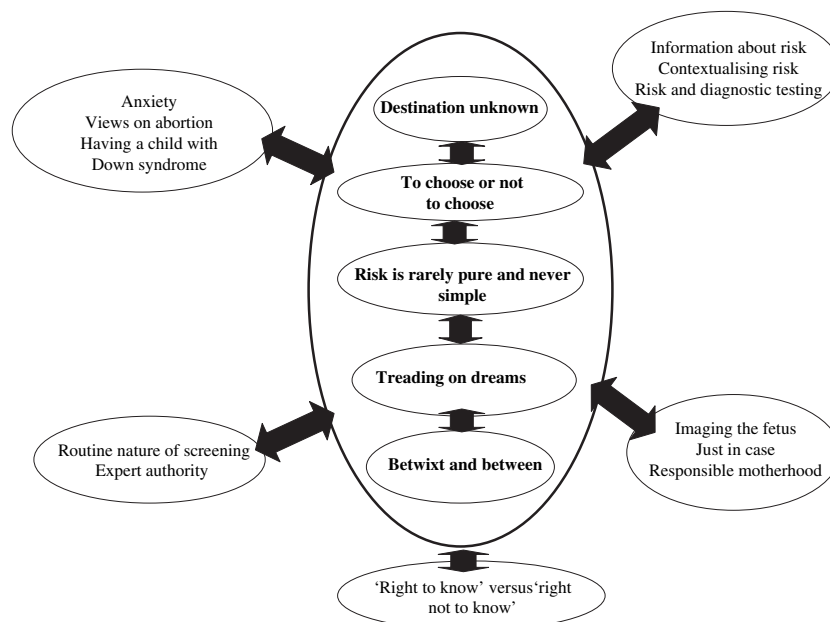 Destination unknown
Information about risk
Contextualising risk
Risk and diagnostic testing
Anxiety
Views on abortion
Having a child with
Down syndrome
To choose or not
to choose
Risk is rarely pure and never
simple
Treading on dreams
Betwixt and between
Routine nature of screening
Expert authority
Imaging the fetus
Just in case
Responsible motherhood
‘Right to know’ versus‘right
not to know’